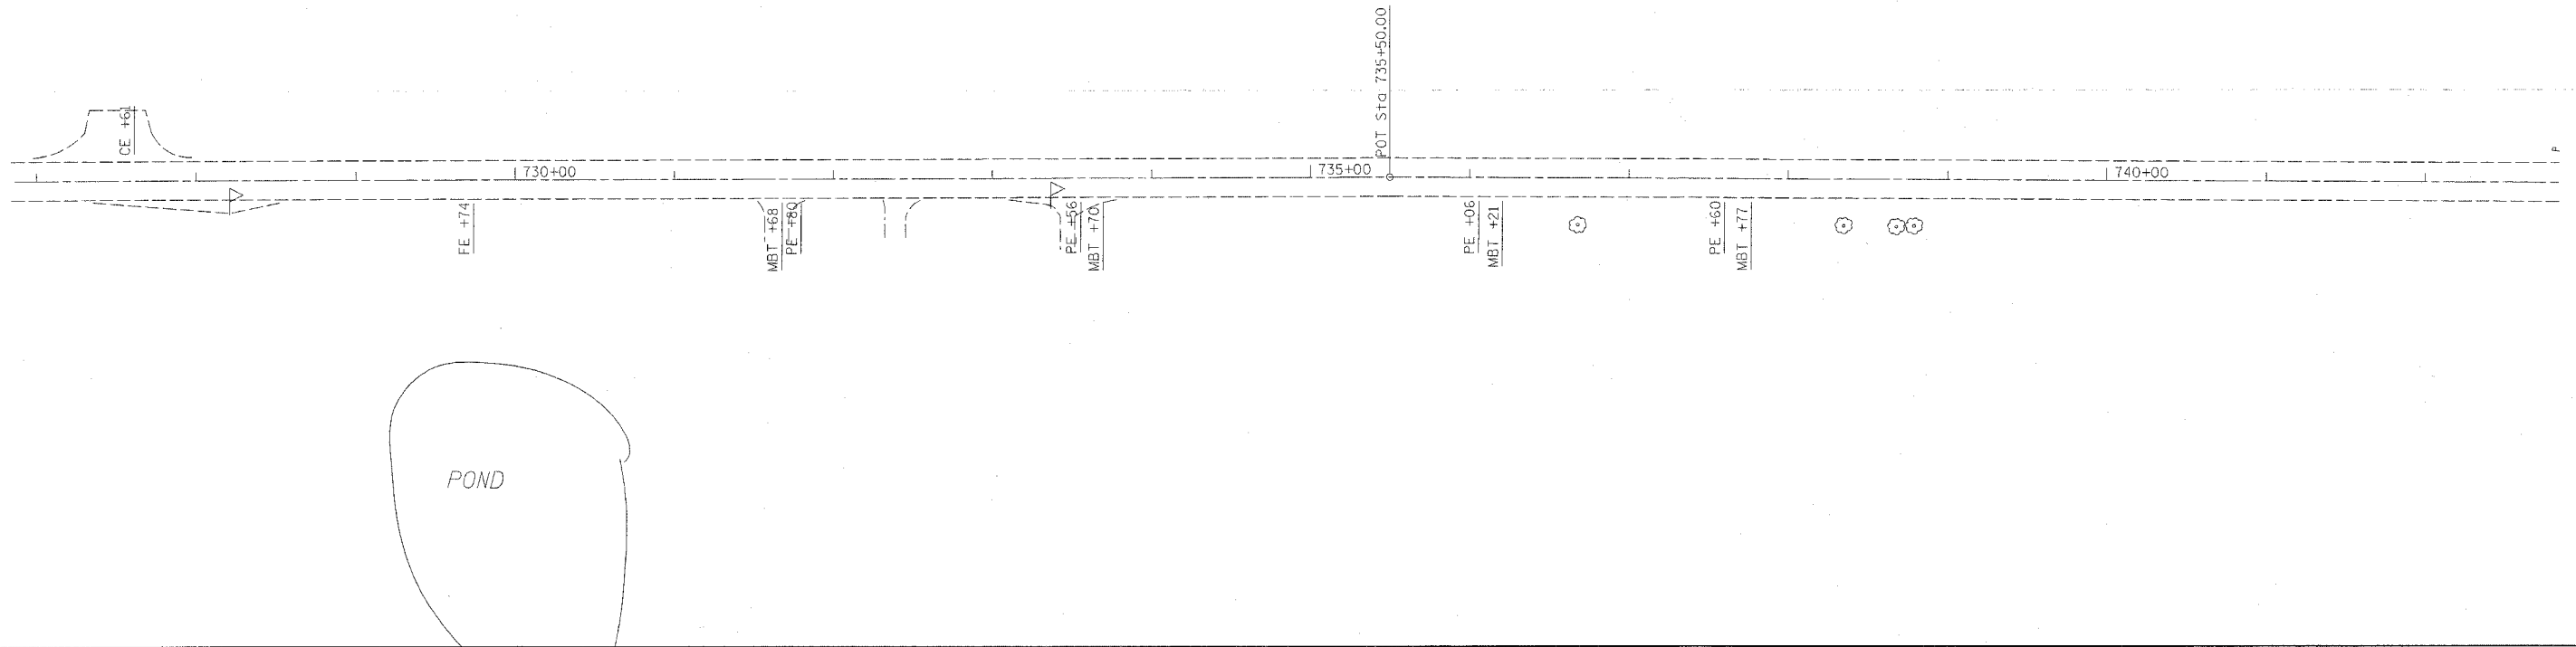 POT Sta 735+50.00
CE +61
730+00
735+00
740+00
FE +74
MBT +68
PE +80
PE +56
MBT +70
PE +06
MBT +21
PE +60
MBT +77
POND